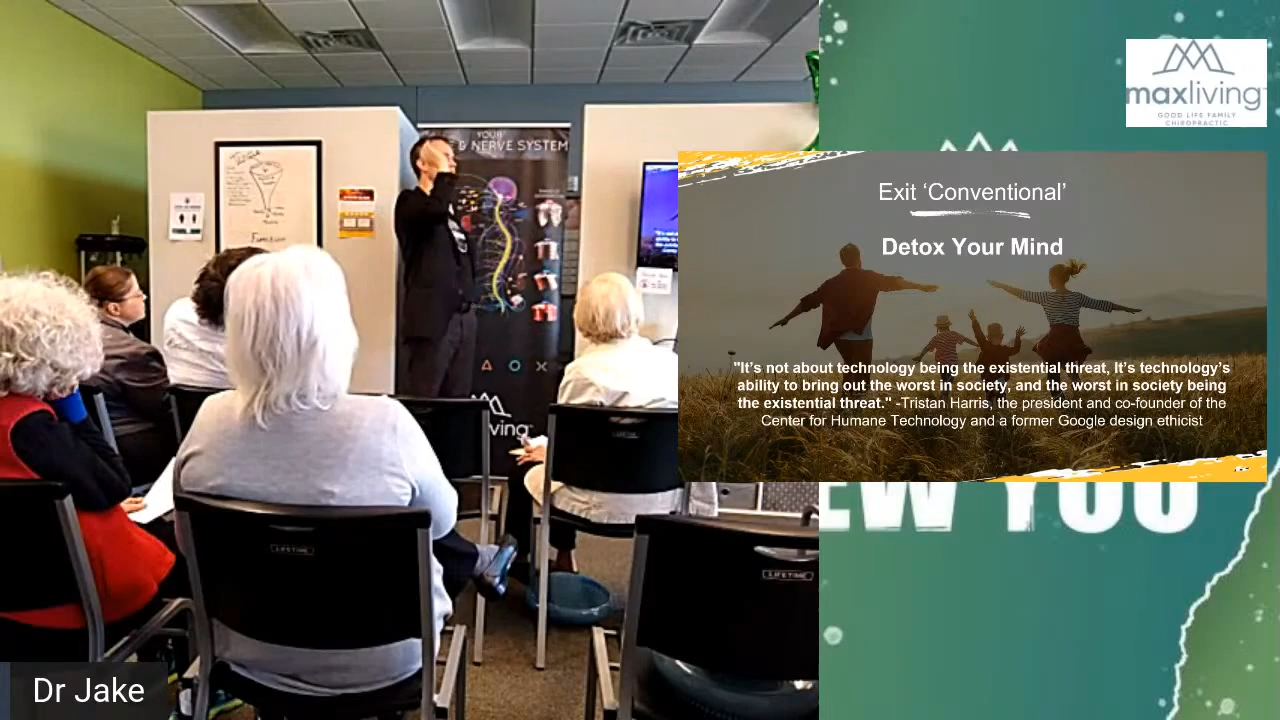 maxliving
GOOD LIFE FAMILY
CHIROPRACTIC
YOUR
& NERVE SYSTEM
Exit ‘Conventional’
Detox Your Mind
"It’s not about technology being the existential threat, It’s technology’s
ability to bring out the worst in society, and the worst in society being
the existential threat." -Tristan Harris, the president and co-founder of the
Center for Humane Technology and a former Google design ethicist
living
EW YOU
LIFETIME
LIFETIME
Dr Jake